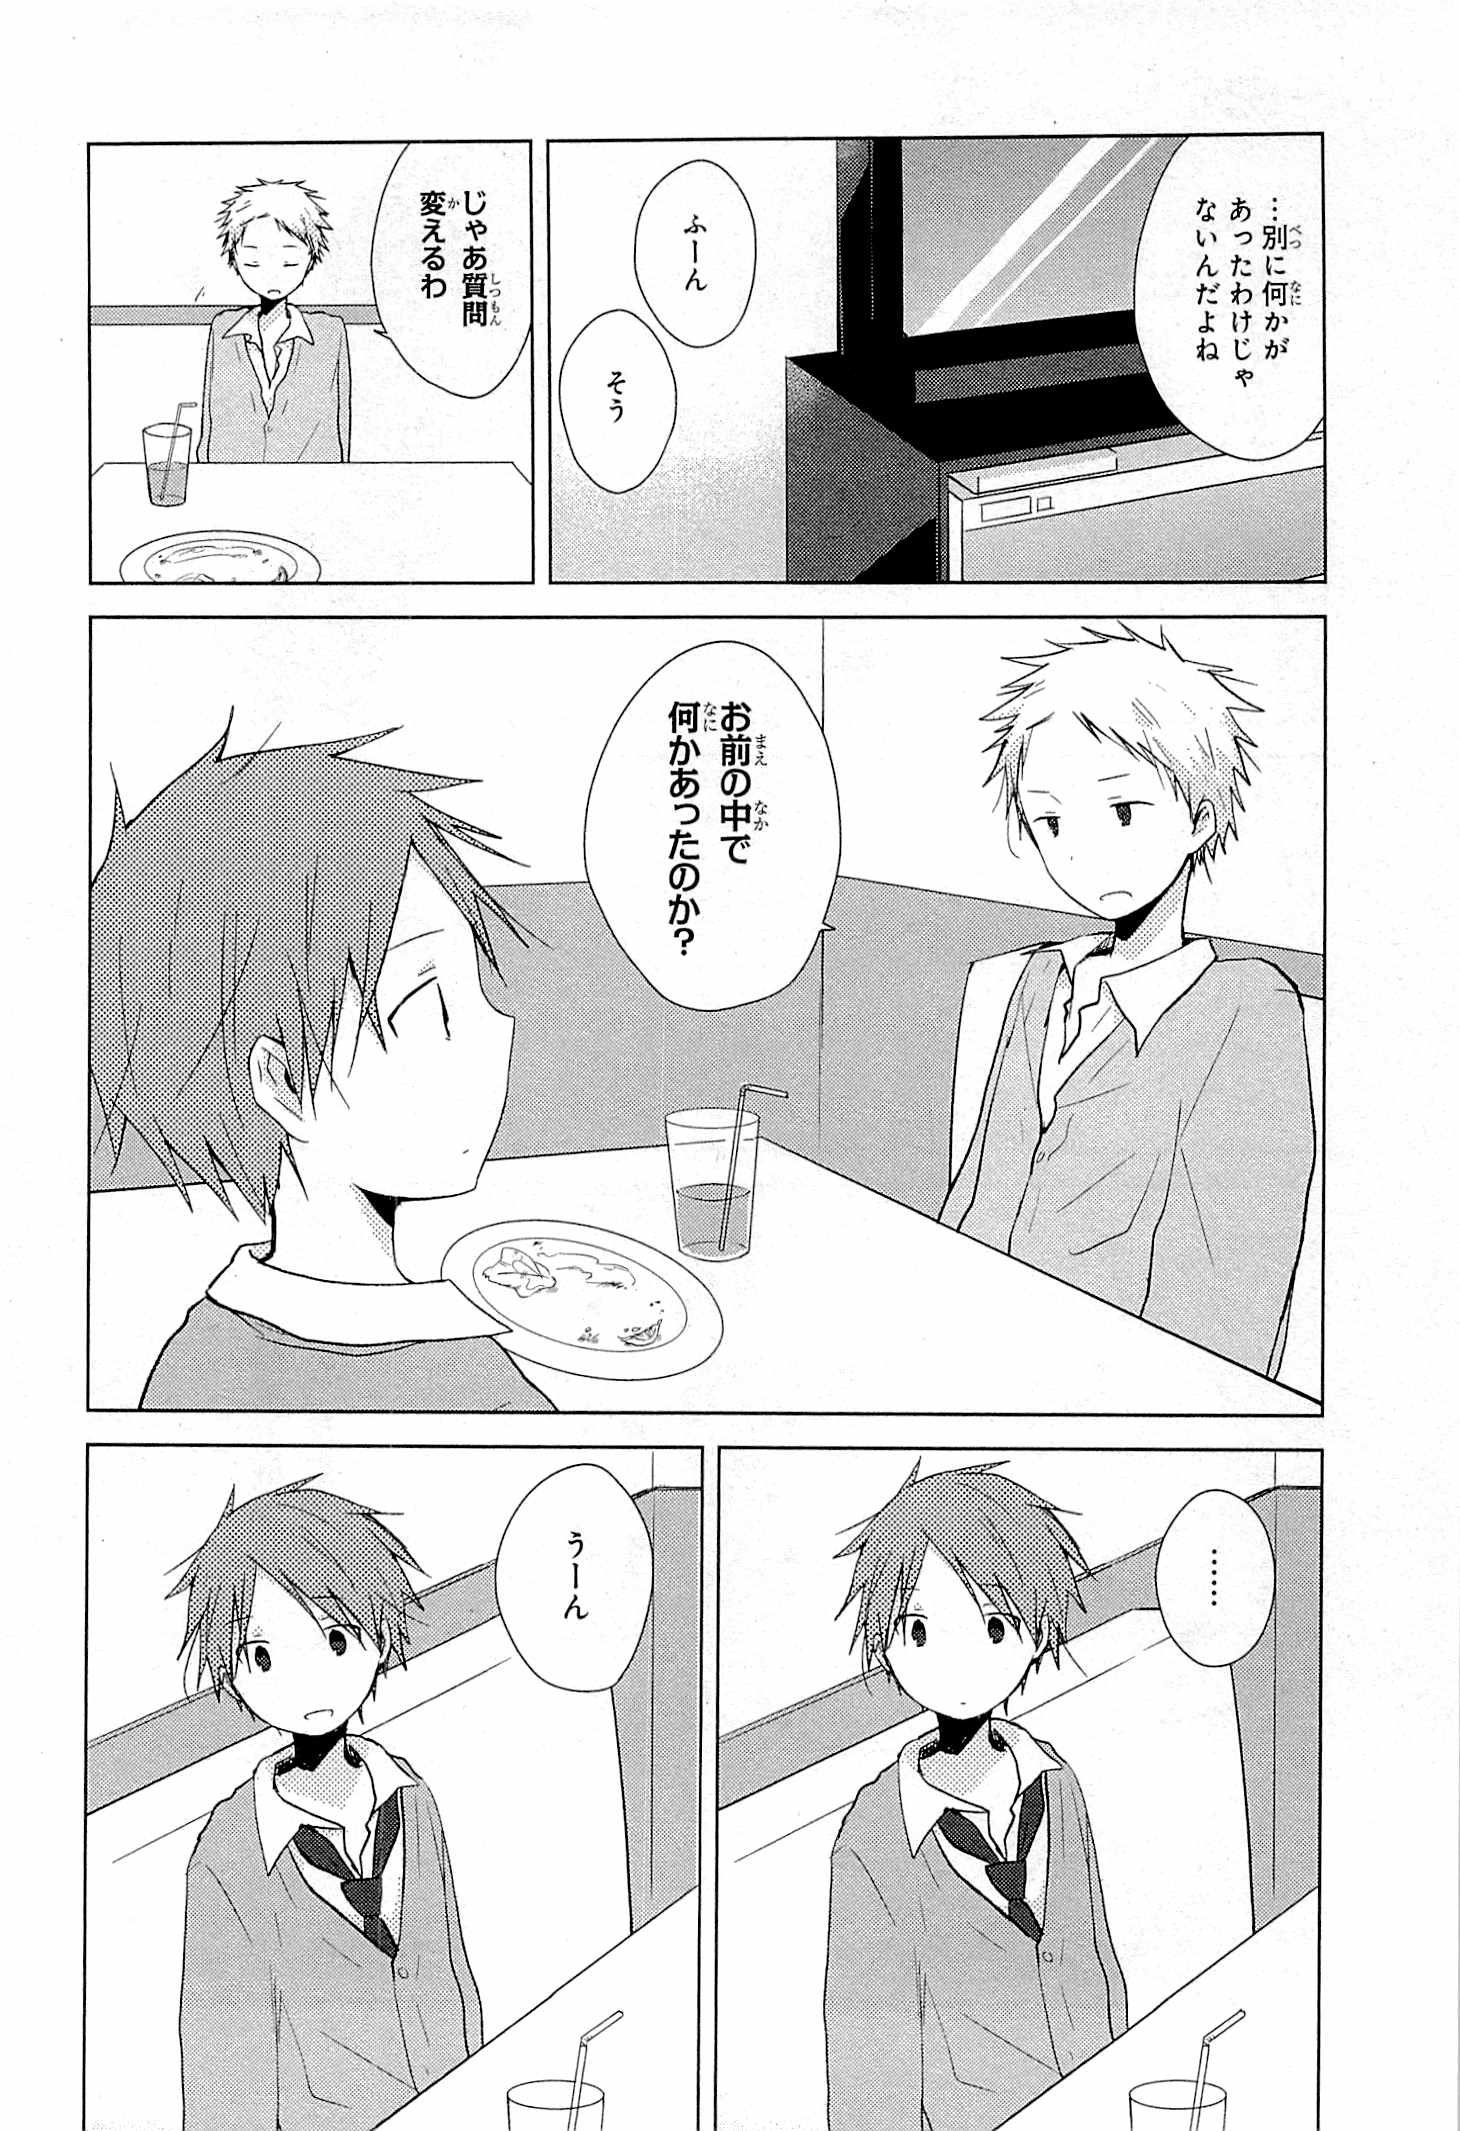 …別に何かが
あったわけじゃ
ないんだよね
ふーん
そう
じゃあ質問
変えるわ
お前の中で
何かあったのか?
……
うーん